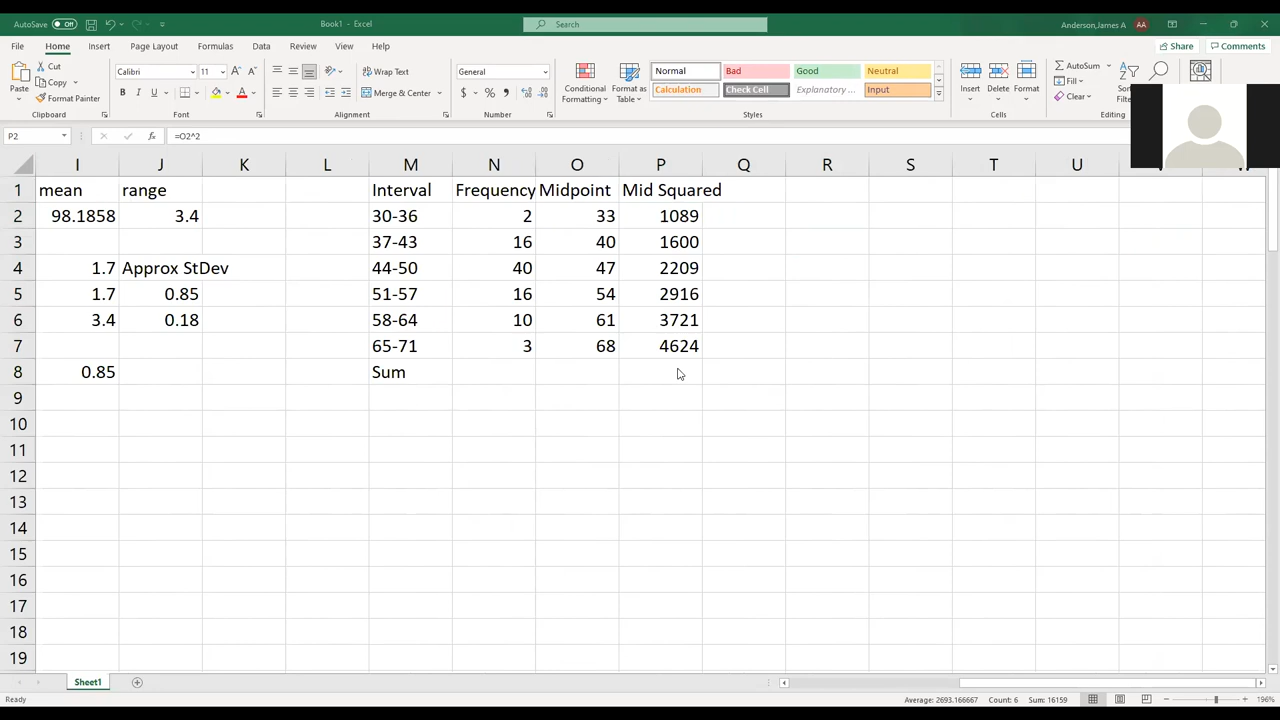 AutoSave Off Book1 - Excel Search Anderson,James A AA
File Home Insert Page Layout Formulas Data Review View Help Share Comments
Cut Calibri 11 A A Wrap Text General Normal Bad Good Neutral AutoSum
Copy Fill
Paste Format Painter B I U A Merge & Center $ % Conditional Formatting Format as Table Calculation Check Cell Explanatory ... Input Insert Delete Format Clear
Clipboard Font Alignment Number Styles Cells Editing
P2 fx =O2^2
I J K L M N O P Q R S T U
1 mean range Interval Frequency Midpoint Mid Squared
2 98.1858 3.4 30-36 2 33 1089
3 37-43 16 40 1600
4 1.7 Approx StDev 44-50 40 47 2209
5 1.7 0.85 51-57 16 54 2916
6 3.4 0.18 58-64 10 61 3721
7 65-71 3 68 4624
8 0.85 Sum
9
10
11
12
13
14
15
16
17
18
19
Sheet1
Ready Average: 2693.166667 Count: 6 Sum: 16159 196%